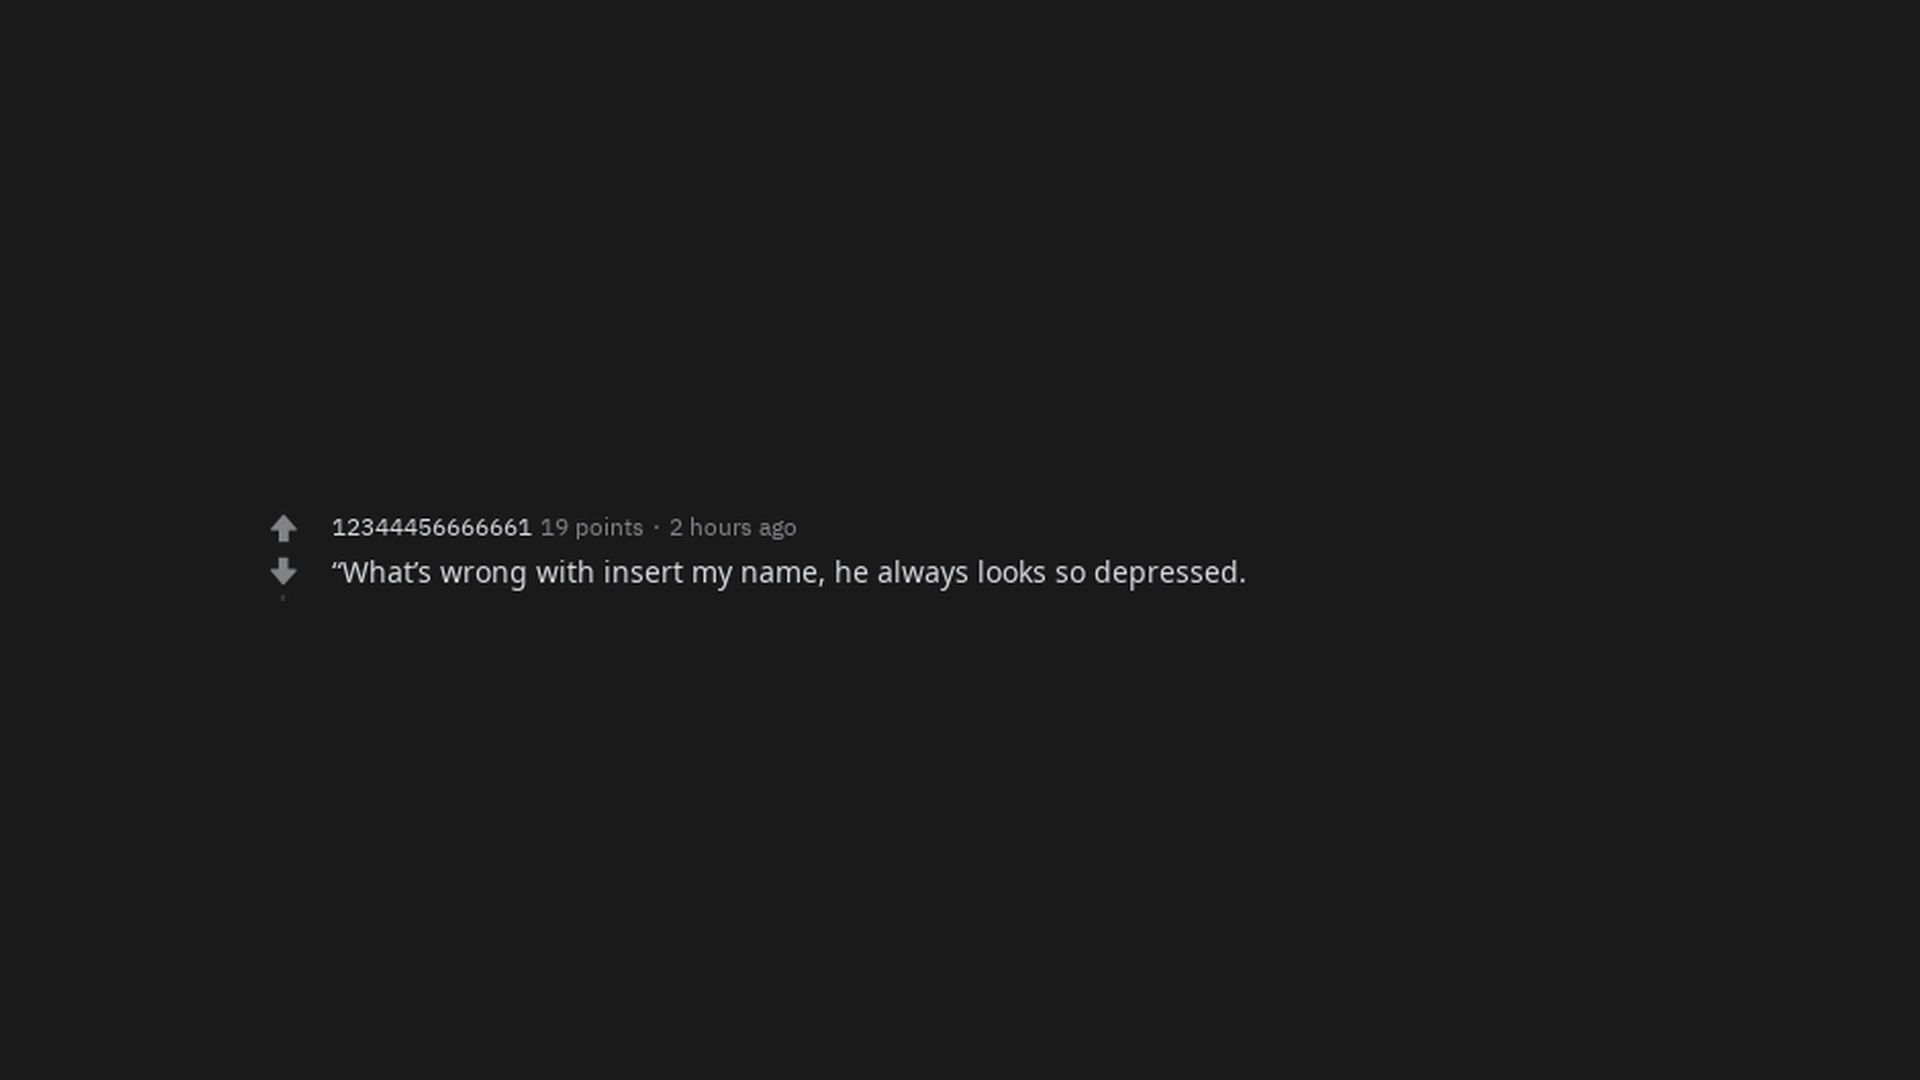 12344456666661 19 points · 2 hours ago
“What’s wrong with insert my name, he always looks so depressed.